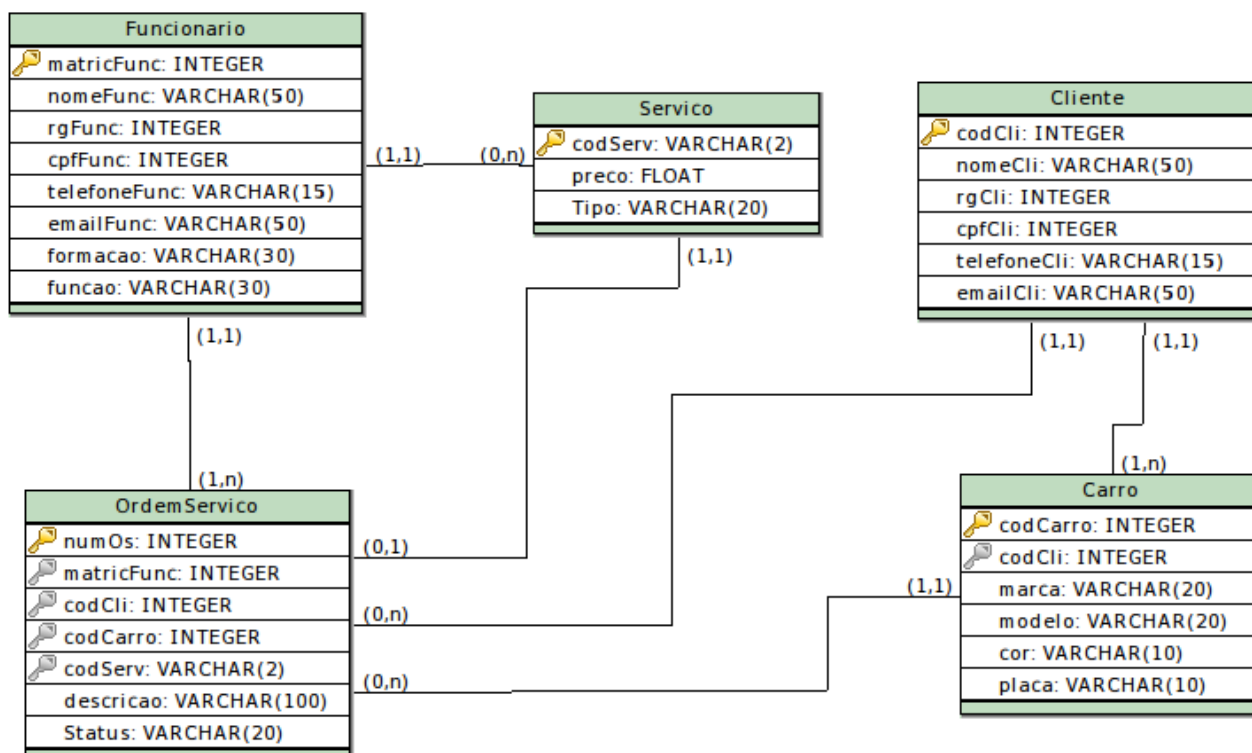 Funcionario
matricFunc: INTEGER
nomeFunc: VARCHAR(50)
rgFunc: INTEGER
cpfFunc: INTEGER
telefoneFunc: VARCHAR(15)
emailFunc: VARCHAR(50)
formacao: VARCHAR(30)
funcao: VARCHAR(30)
(1,1)
(0,n)
Servico
codServ: VARCHAR(2)
preco: FLOAT
Tipo: VARCHAR(20)
(1,1)
Cliente
codCli: INTEGER
nomeCli: VARCHAR(50)
rgCli: INTEGER
cpfCli: INTEGER
telefoneCli: VARCHAR(15)
emailCli: VARCHAR(50)
(1,1)
(1,1)
(1,1)
(1,n)
OrdemServico
numOs: INTEGER
matricFunc: INTEGER
codCli: INTEGER
codCarro: INTEGER
codServ: VARCHAR(2)
descricao: VARCHAR(100)
Status: VARCHAR(20)
(0,1)
(0,n)
(0,n)
(1,1)
(1,n)
Carro
codCarro: INTEGER
codCli: INTEGER
marca: VARCHAR(20)
modelo: VARCHAR(20)
cor: VARCHAR(10)
placa: VARCHAR(10)